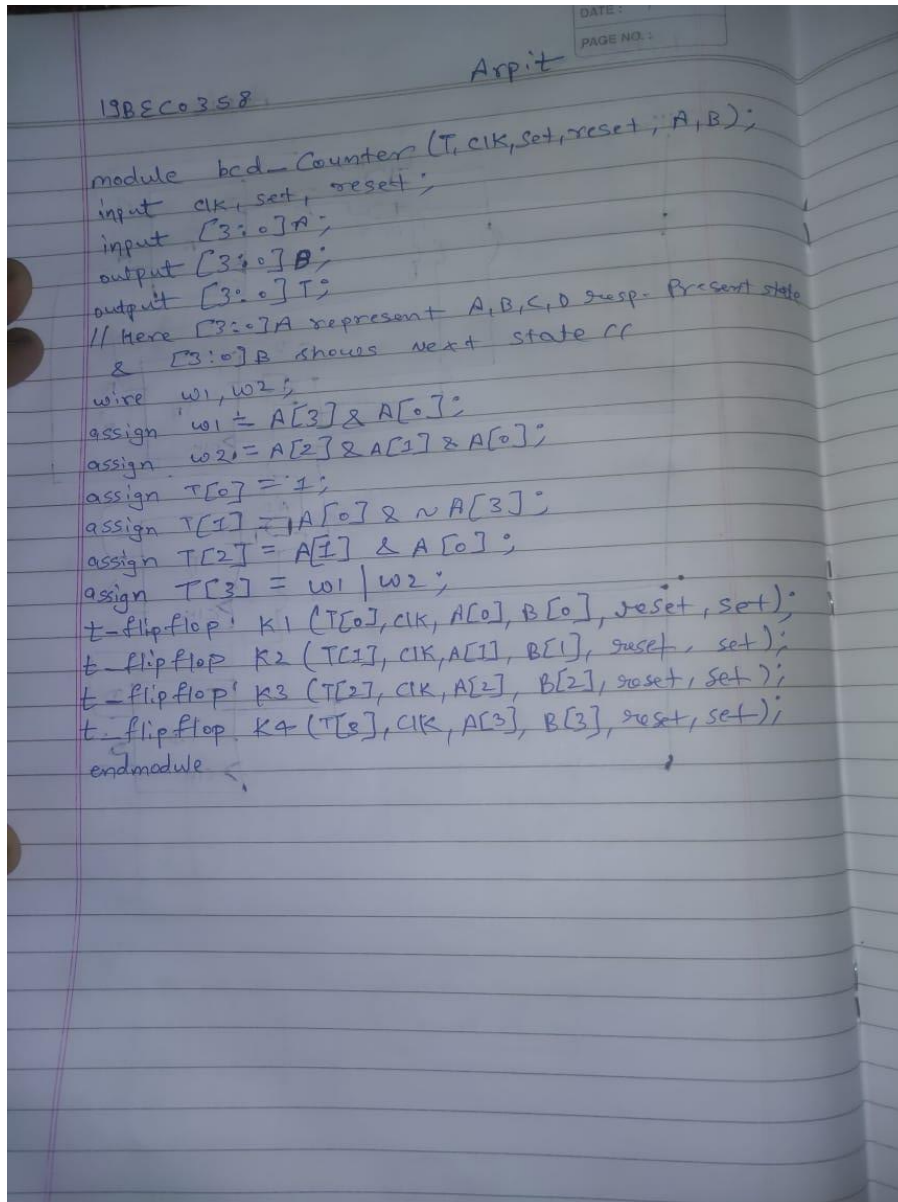 DATE :
PAGE NO. :
Arpit
19BEC0358
module bcd_Counter (T, clk, set, reset, A, B);
input clk, set, reset;
input [3:0]A;
output [3:0]B;
output [3:0]T;
// Here [3:0]A represent A,B,C,D resp. Present state
& [3:0]B shows Next state
wire w1, w2;
assign w1 = A[3] & A[0];
assign w2 = A[2] & A[1] & A[0];
assign T[0] = 1;
assign T[1] = A[0] & ~A[3];
assign T[2] = A[1] & A[0];
assign T[3] = w1 | w2;
t-flipflop K1 (T[0], clk, A[0], B[0], reset, set);
t-flipflop K2 (T[1], clk, A[1], B[1], reset, set);
t-flipflop K3 (T[2], clk, A[2], B[2], reset, set);
t-flipflop K4 (T[3], clk, A[3], B[3], reset, set);
endmodule